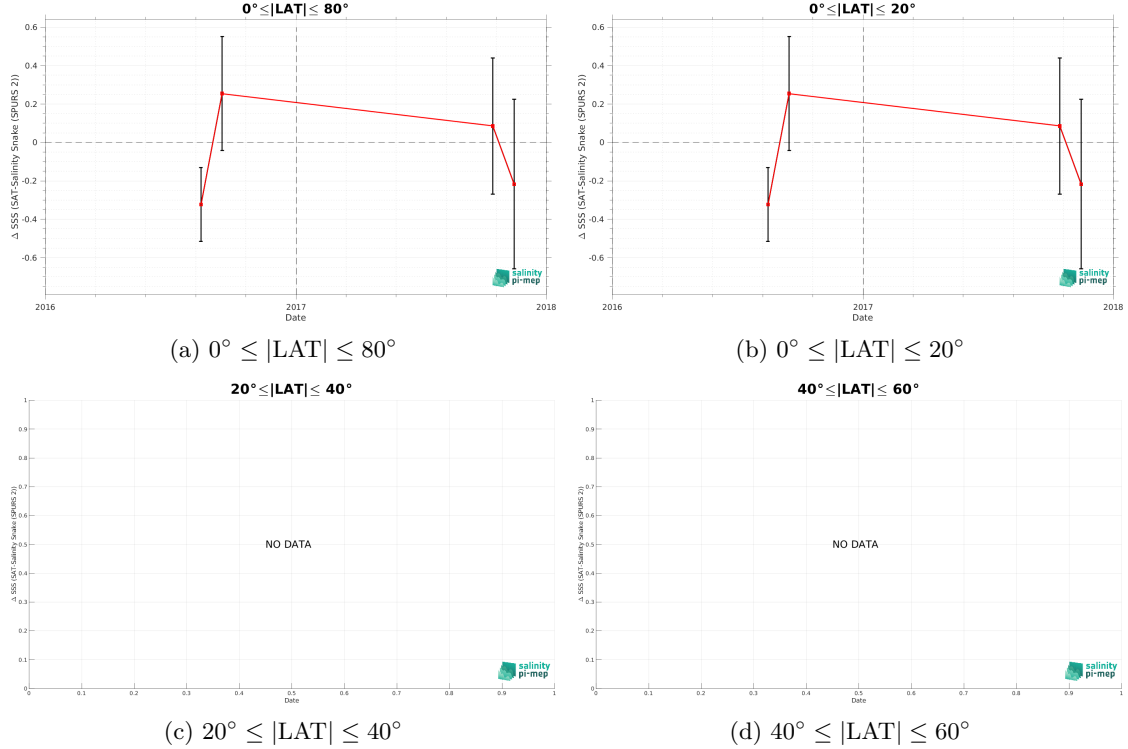 0°≤|LAT|≤ 80°
Δ SSS (SAT-Salinity Snake (SPURS 2))
0.6
0.4
0.2
0
-0.2
-0.4
-0.6
2016
2017
2018
Date
salinity
pi-mep
(a) 0° ≤ |LAT| ≤ 80°
0°≤|LAT|≤ 20°
Δ SSS (SAT-Salinity Snake (SPURS 2))
0.6
0.4
0.2
0
-0.2
-0.4
-0.6
2016
2017
2018
Date
salinity
pi-mep
(b) 0° ≤ |LAT| ≤ 20°
20°≤|LAT|≤ 40°
Δ SSS (SAT-Salinity Snake (SPURS 2))
1
0.9
0.8
0.7
0.6
0.5
0.4
0.3
0.2
0.1
0
NO DATA
0 0.1 0.2 0.3 0.4 0.5 0.6 0.7 0.8 0.9 1
Date
salinity
pi-mep
(c) 20° ≤ |LAT| ≤ 40°
40°≤|LAT|≤ 60°
Δ SSS (SAT-Salinity Snake (SPURS 2))
1
0.9
0.8
0.7
0.6
0.5
0.4
0.3
0.2
0.1
0
NO DATA
0 0.1 0.2 0.3 0.4 0.5 0.6 0.7 0.8 0.9 1
Date
salinity
pi-mep
(d) 40° ≤ |LAT| ≤ 60°